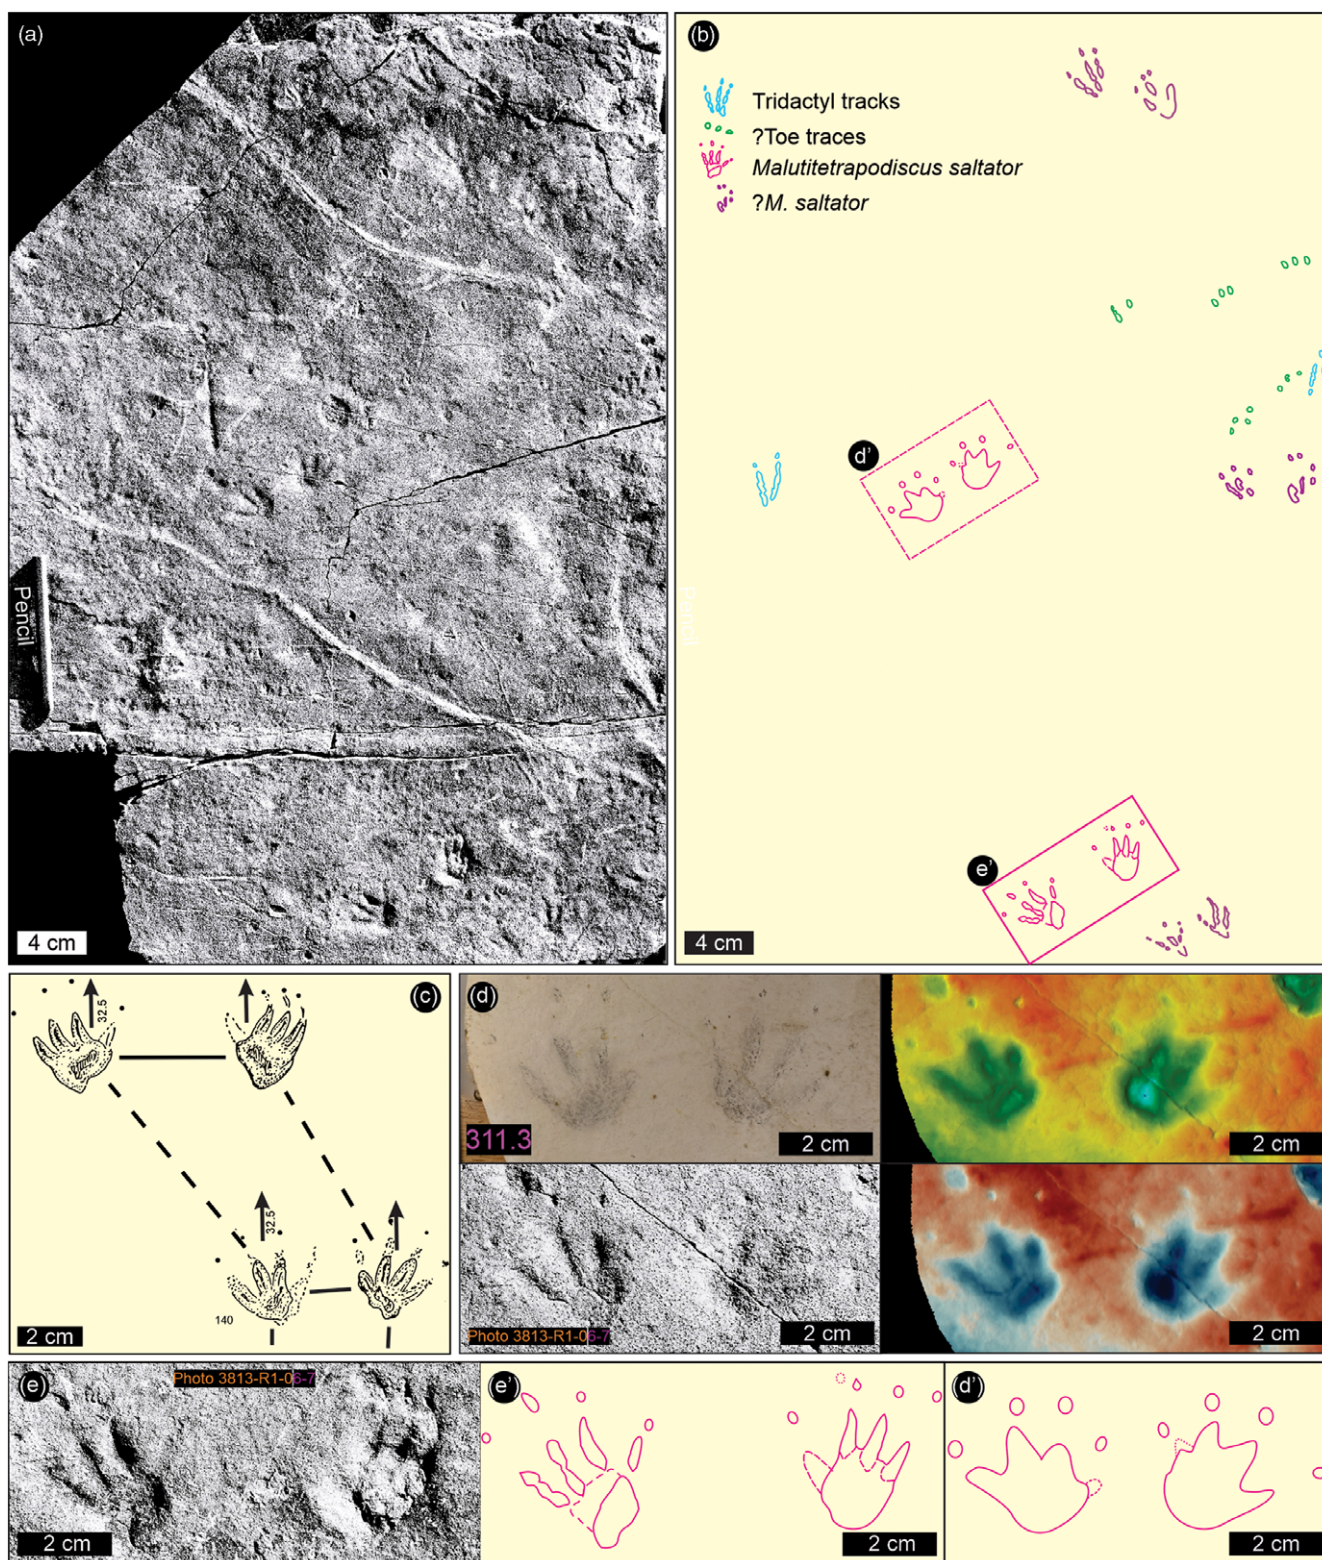 (a)
Pencil
4 cm
(b)
Tridactyl tracks
?Toe traces
Malutitetrapodiscus saltator
?M. saltator
d'
Pencil
e'
4 cm
(c)
32.5
32.5
140
2 cm
(d)
311.3
2 cm
2 cm
Photo 3813-R1-06-7
2 cm
2 cm
(e)
Photo 3813-R1-06-7
2 cm
(e')
2 cm
(d')
2 cm